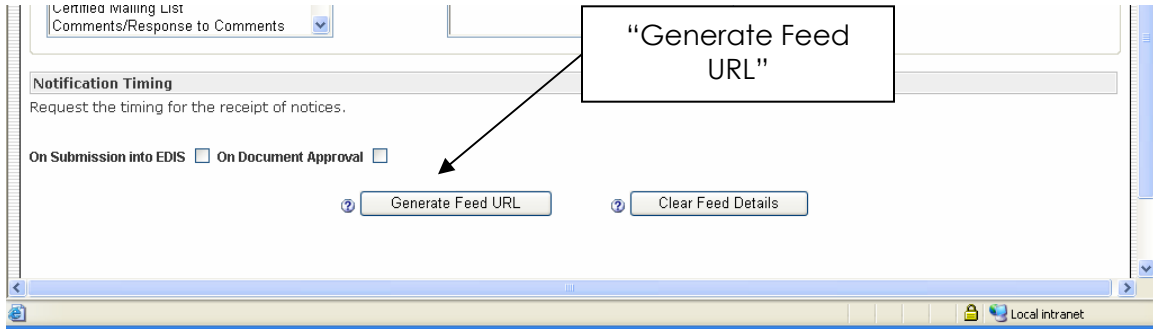 Certified Mailing List
Comments/Response to Comments
“Generate Feed
URL”
Notification Timing
Request the timing for the receipt of notices.
On Submission into EDIS On Document Approval
Generate Feed URL Clear Feed Details
Local intranet